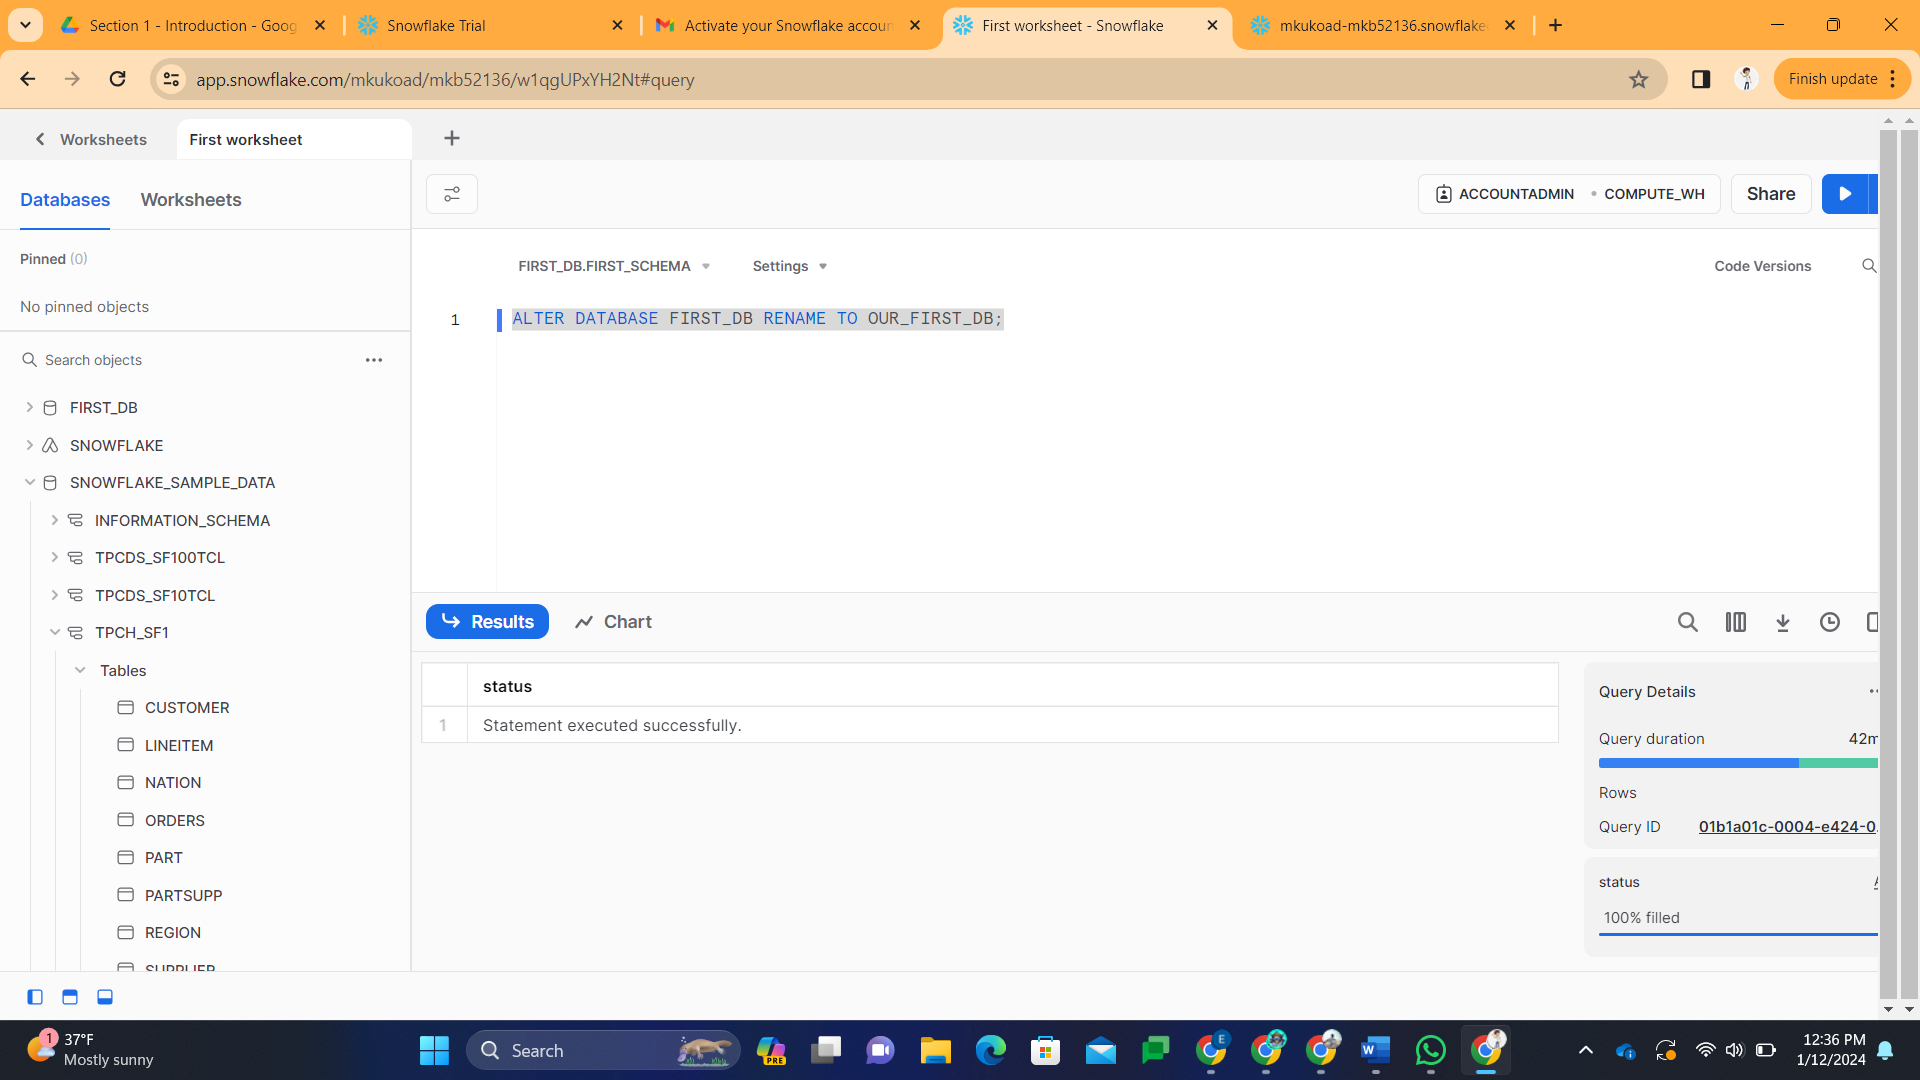 Section 1 - Introduction - Goog
Snowflake Trial
Activate your Snowflake accoun
First worksheet - Snowflake
mkukoad-mkb52136.snowflake
app.snowflake.com/mkukoad/mkb52136/w1qgUPxYH2Nt#query
Finish update
Worksheets
First worksheet
Databases
Worksheets
ACCOUNTADMIN
COMPUTE_WH
Share
Pinned (0)
No pinned objects
FIRST_DB.FIRST_SCHEMA
Settings
Code Versions
1
ALTER DATABASE FIRST_DB RENAME TO OUR_FIRST_DB;
Search objects
FIRST_DB
SNOWFLAKE
SNOWFLAKE_SAMPLE_DATA
INFORMATION_SCHEMA
TPCDS_SF100TCL
TPCDS_SF10TCL
TPCH_SF1
Tables
CUSTOMER
LINEITEM
NATION
ORDERS
PART
PARTSUPP
REGION
SUPPLIER
Results
Chart
status
1
Statement executed successfully.
Query Details
Query duration
42m
Rows
Query ID
01b1a01c-0004-e424-0.
status
100% filled
1
37°F
Mostly sunny
Search
PRE
E
W
12:36 PM
1/12/2024